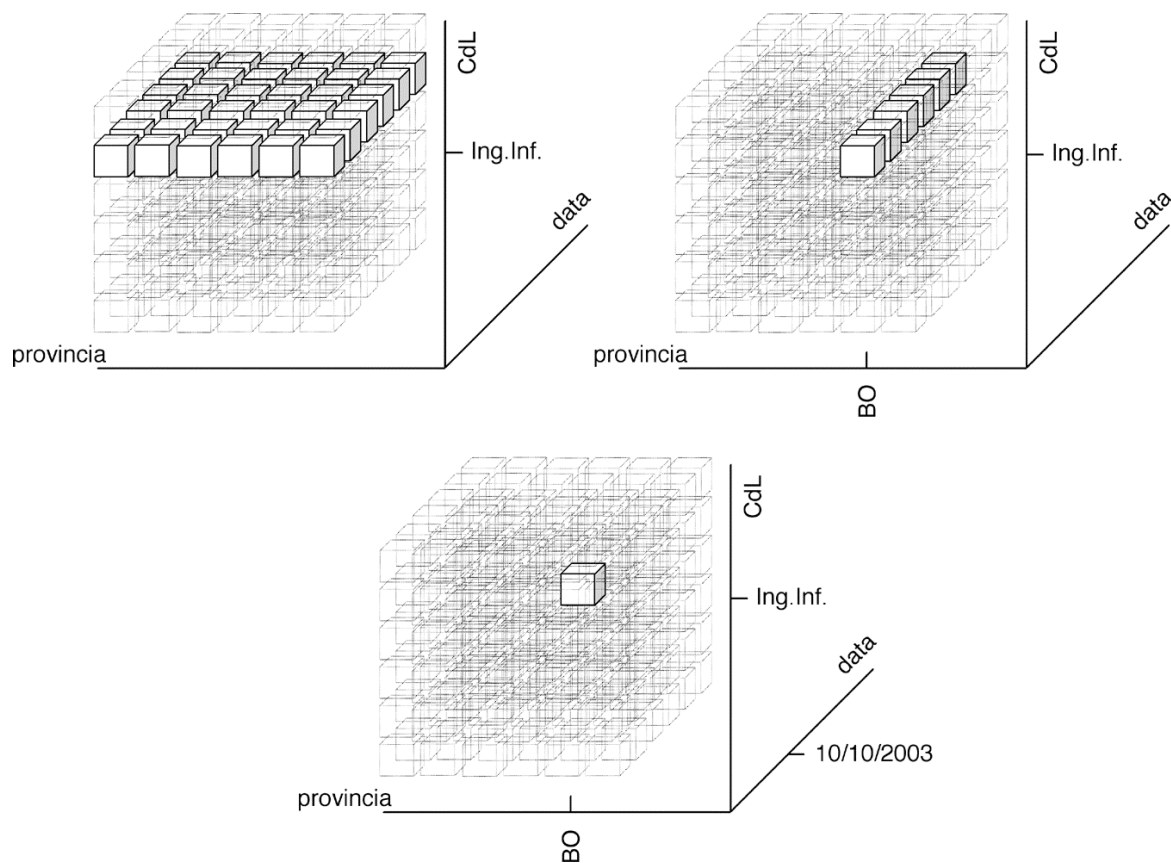 CdL
Ing.Inf.
data
provincia
CdL
Ing.Inf.
data
provincia
BO
CdL
Ing.Inf.
data
10/10/2003
provincia
BO